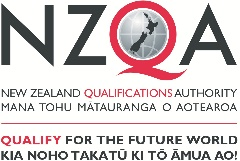 NZQA
NEW ZEALAND QUALIFICATIONS AUTHORITY
MANA TOHU MATAURANGA O AOTEAROA
QUALIFY FOR THE FUTURE WORLD
KIA NOHO TAKATŪ KI TŌ ĀMUA AO!